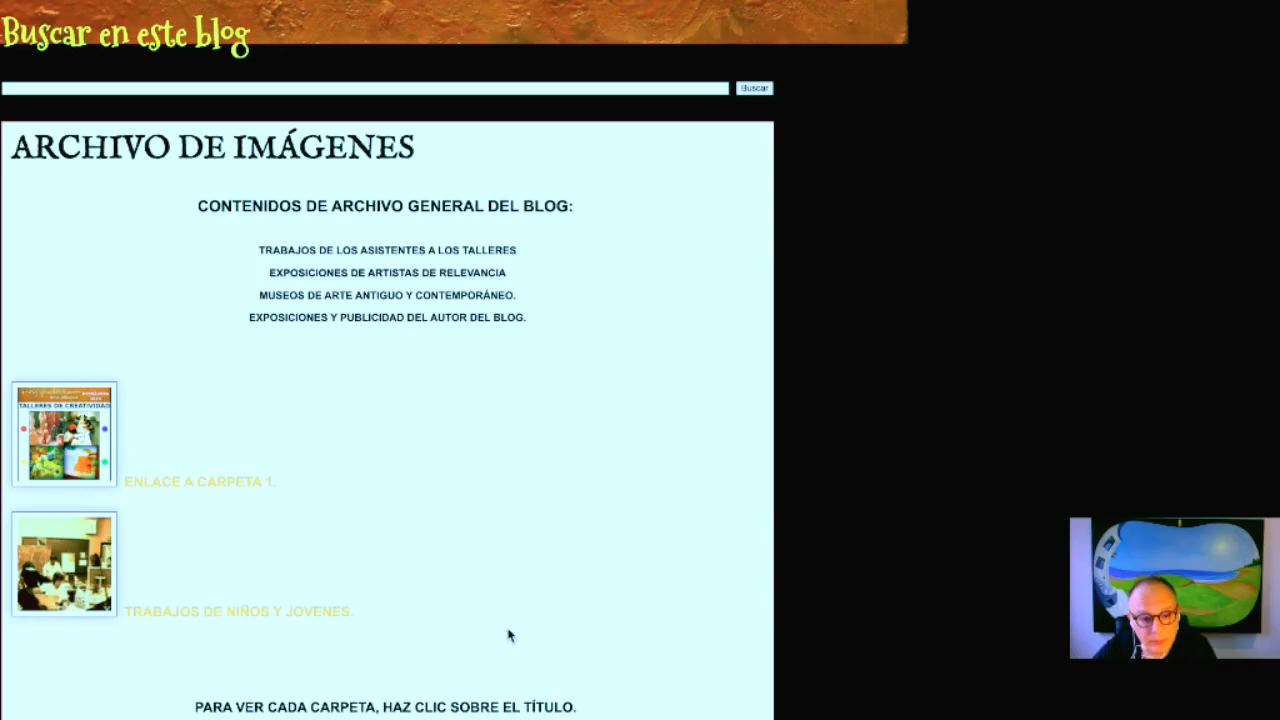 Buscar en este blog
Buscar
ARCHIVO DE IMÁGENES
CONTENIDOS DE ARCHIVO GENERAL DEL BLOG:
TRABAJOS DE LOS ASISTENTES A LOS TALLERES
EXPOSICIONES DE ARTISTAS DE RELEVANCIA
MUSEOS DE ARTE ANTIGUO Y CONTEMPORÁNEO.
EXPOSICIONES Y PUBLICIDAD DEL AUTOR DEL BLOG.
TALLERES DE CREATIVIDAD
ENLACE A CARPETA 1.
TRABAJOS DE NIÑOS Y JOVENES.
PARA VER CADA CARPETA, HAZ CLIC SOBRE EL TÍTULO.